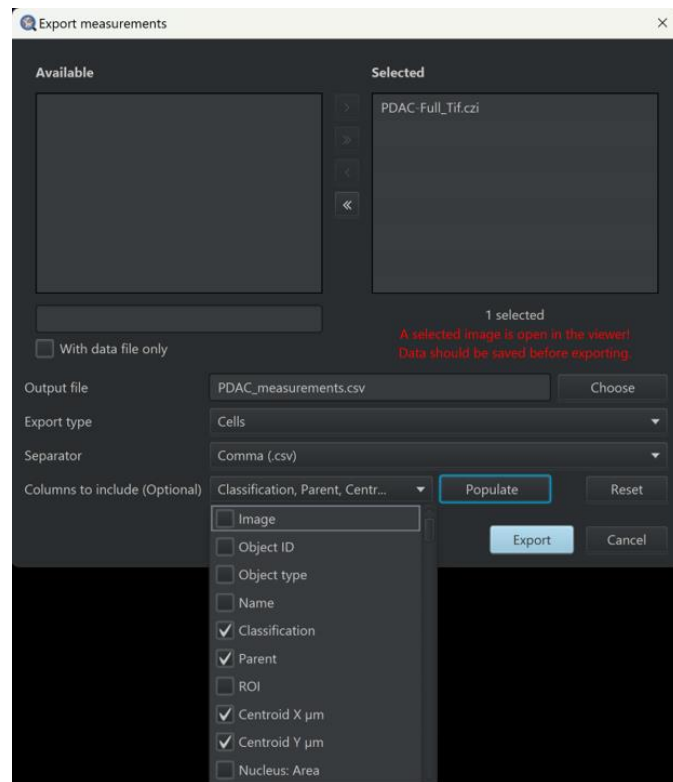 Export measurements
Available
Selected
PDAC-Full_Tif.czi
1 selected
A selected image is open in the viewer!
Data should be saved before exporting.
With data file only
Output file
PDAC_measurements.csv
Choose
Export type
Cells
Separator
Comma (.csv)
Columns to include (Optional)
Classification, Parent, Centr...
Populate
Reset
Export
Cancel
Image
Object ID
Object type
Name
Classification
Parent
ROI
Centroid X µm
Centroid Y µm
Nucleus: Area